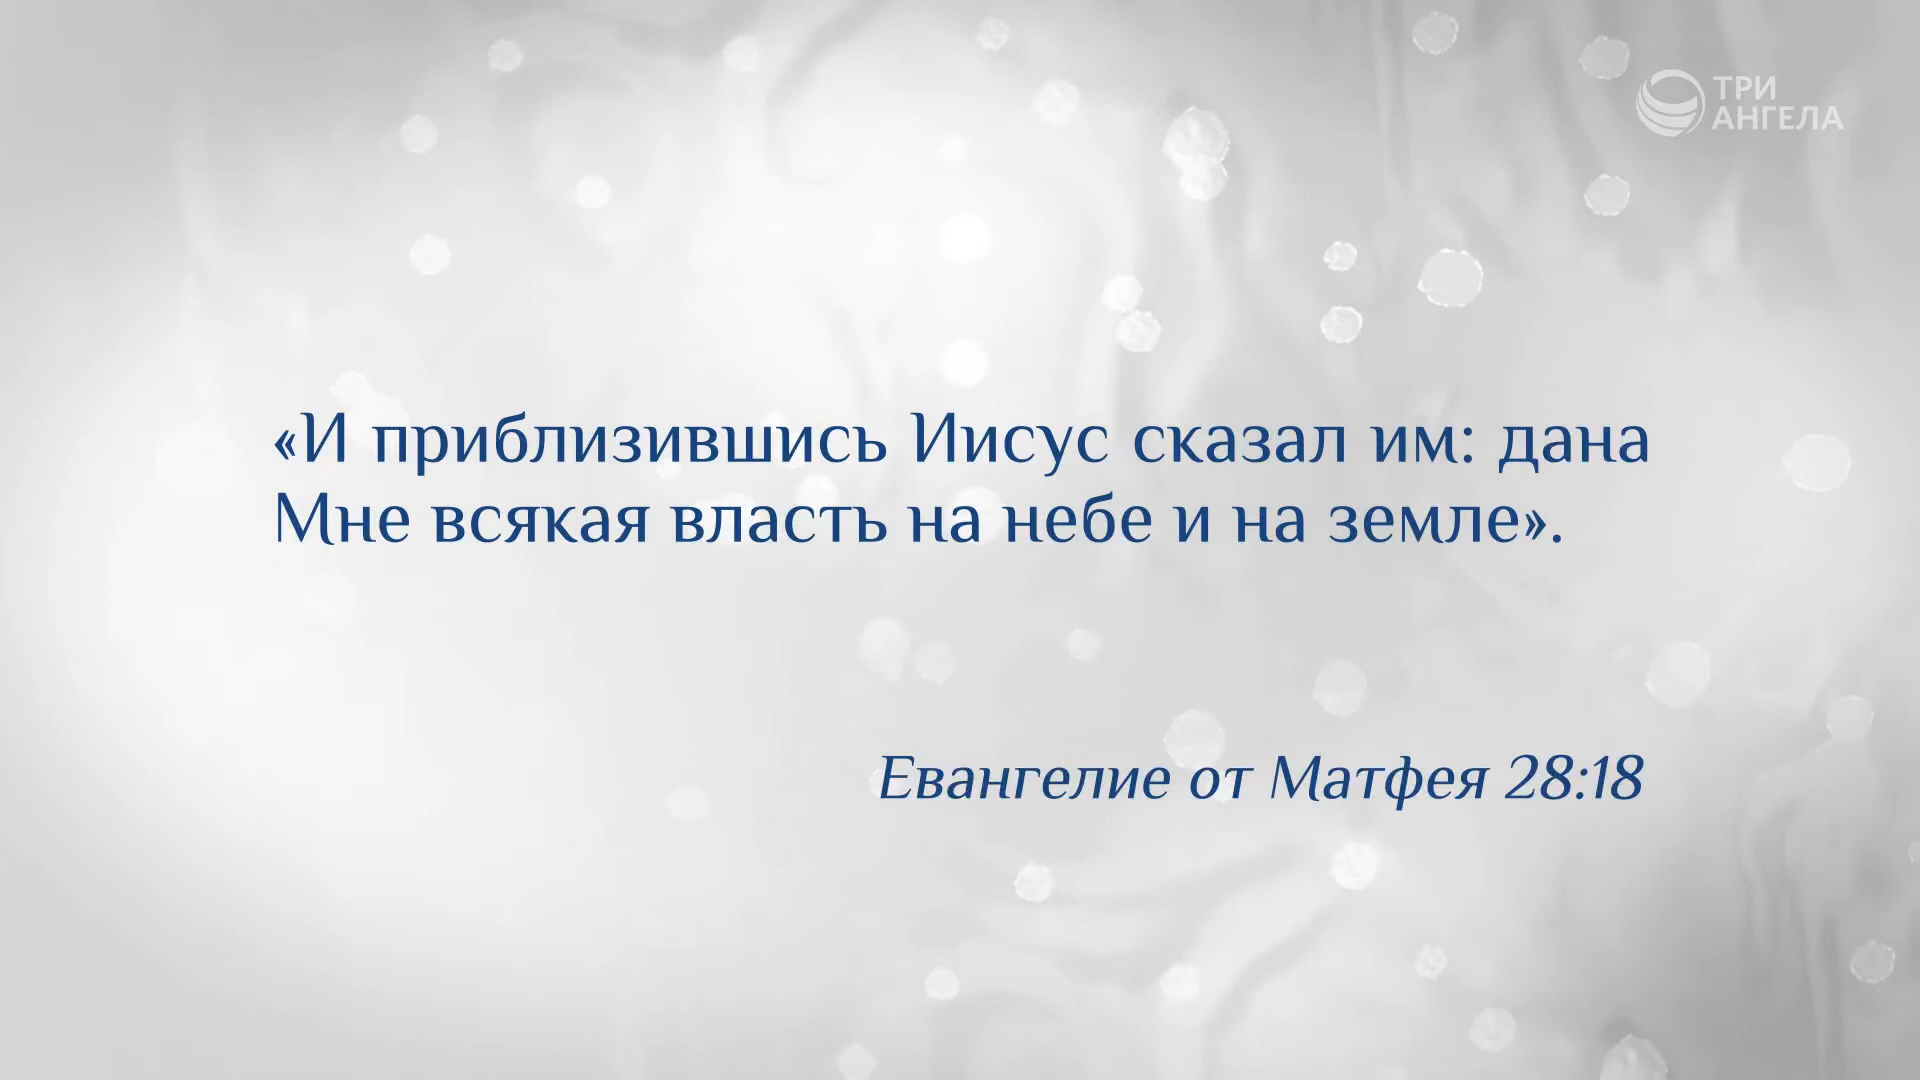 ТРИ
АНГЕЛА
«И приблизившись Иисус сказал им: дана
Мне всякая власть на небе и на земле».
Евангелие от Матфея 28:18